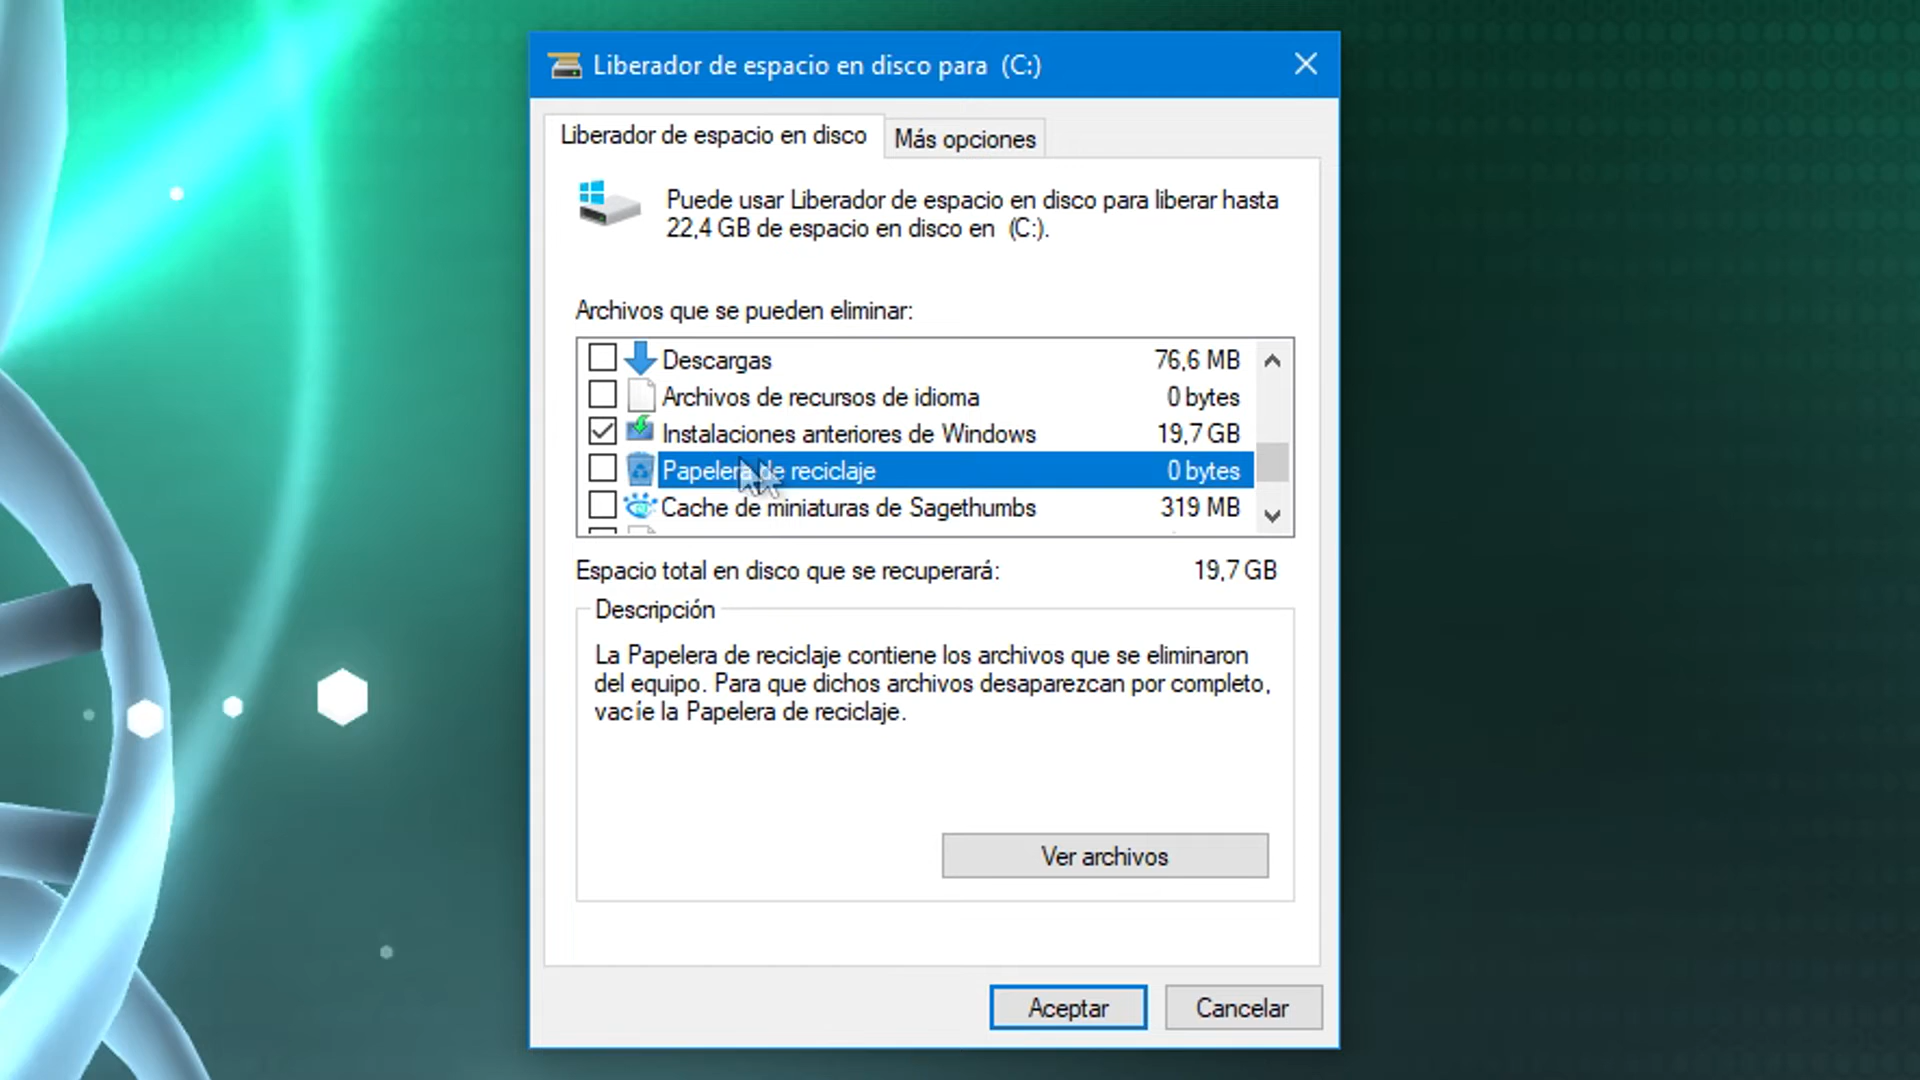 Liberador de espacio en disco para (C:)
Liberador de espacio en disco
Más opciones
Puede usar Liberador de espacio en disco para liberar hasta
22,4 GB de espacio en disco en (C:).
Archivos que se pueden eliminar:
Descargas 76,6 MB
Archivos de recursos de idioma 0 bytes
Instalaciones anteriores de Windows 19,7 GB
Papelera de reciclaje 0 bytes
Cache de miniaturas de Sagethumbs 319 MB
Espacio total en disco que se recuperará: 19,7 GB
Descripción
La Papelera de reciclaje contiene los archivos que se eliminaron
del equipo. Para que dichos archivos desaparezcan por completo,
vacíe la Papelera de reciclaje.
Ver archivos
Aceptar
Cancelar